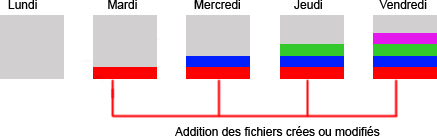 Lundi Mardi Mercredi Jeudi Vendredi
Addition des fichiers crées ou modifiés